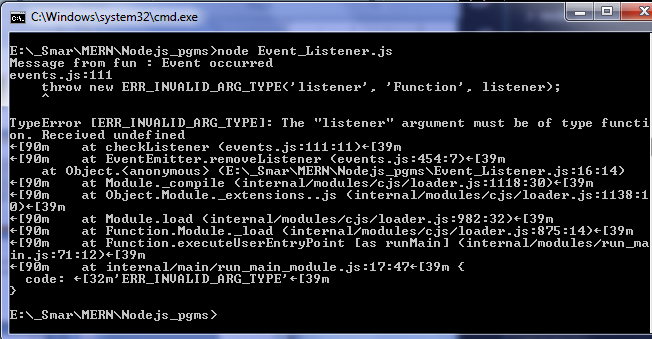 C:\Windows\system32\cmd.exe
E:\_Smar\MERN\Nodejs_pgms>node Event_Listener.js
Message from fun : Event occurred
events.js:111
    throw new ERR_INVALID_ARG_TYPE('listener', 'Function', listener);
    ^
TypeError [ERR_INVALID_ARG_TYPE]: The "listener" argument must be of type functi
on. Received undefined
←[90m    at checkListener (events.js:111:11)←[39m
←[90m    at EventEmitter.removeListener (events.js:454:7)←[39m
    at Object.<anonymous> (E:\_Smar\MERN\Nodejs_pgms\Event_Listener.js:16:14)
←[90m    at Module._compile (internal/modules/cjs/loader.js:1118:30)←[39m
←[90m    at Object.Module._extensions..js (internal/modules/cjs/loader.js:1138:1
0)←[39m
←[90m    at Module.load (internal/modules/cjs/loader.js:982:32)←[39m
←[90m    at Function.Module._load (internal/modules/cjs/loader.js:875:14)←[39m
←[90m    at Function.executeUserEntryPoint [as runMain] (internal/modules/run_ma
in.js:71:12)←[39m
←[90m    at internal/main/run_main_module.js:17:47←[39m {
  code: ←[32m'ERR_INVALID_ARG_TYPE'←[39m
}
E:\_Smar\MERN\Nodejs_pgms>